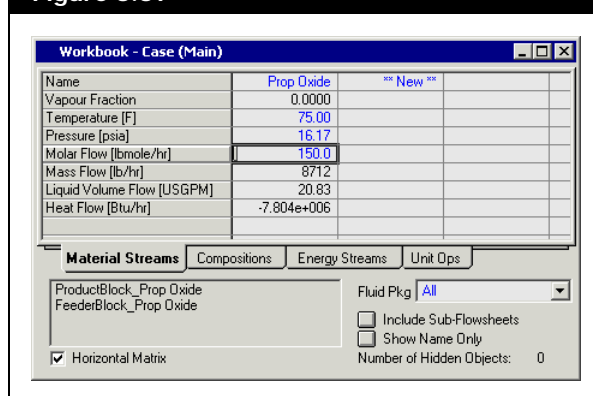 Workbook - Case (Main)
Name Prop Oxide ** New **
Vapour Fraction 0.0000
Temperature [F] 75.00
Pressure [psia] 16.17
Molar Flow [lbmole/hr] 150.0
Mass Flow [lb/hr] 8712
Liquid Volume Flow [USGPM] 20.83
Heat Flow [Btu/hr] -7.804e+006
Material Streams Compositions Energy Streams Unit Ops
ProductBlock_Prop Oxide
FeederBlock_Prop Oxide
Fluid Pkg All
Include Sub-Flowsheets
Show Name Only
Horizontal Matrix
Number of Hidden Objects: 0